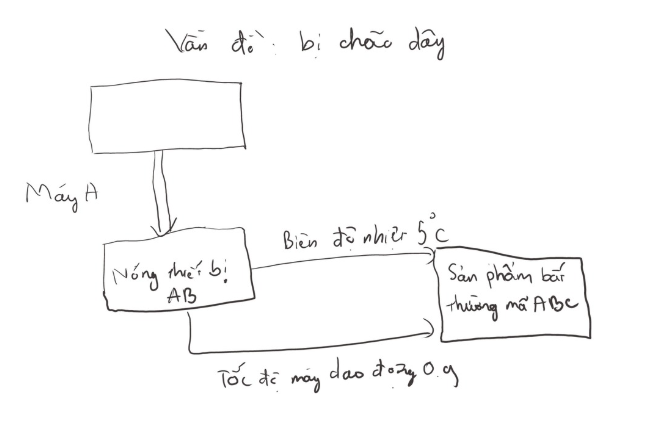 Vấn đề: bị chão dây
Máy A
Biên độ nhiệt 5°C
Nóng thiết bị
AB
Sản phẩm bất
thường mã ABC
Tốc độ máy dao động 0.9